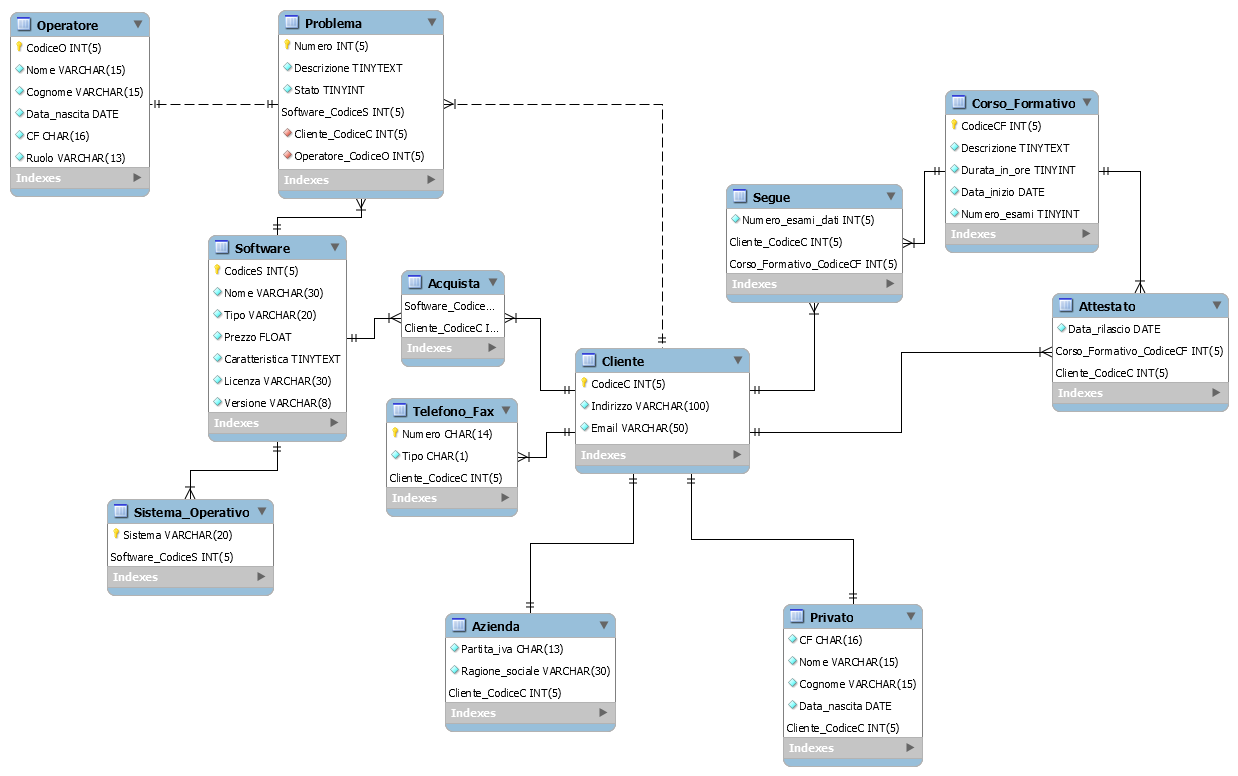 Operatore
CodiceO INT(5)
Nome VARCHAR(15)
Cognome VARCHAR(15)
Data_nascita DATE
CF CHAR(16)
Ruolo VARCHAR(13)
Indexes
Problema
Numero INT(5)
Descrizione TINYTEXT
Stato TINYINT
Software_CodiceS INT(5)
Cliente_CodiceC INT(5)
Operatore_CodiceO INT(5)
Indexes
Corso_Formativo
CodiceCF INT(5)
Descrizione TINYTEXT
Durata_in_ore TINYINT
Data_inizio DATE
Numero_esami TINYINT
Indexes
Segue
Numero_esami_dati INT(5)
Cliente_CodiceC INT(5)
Corso_Formativo_CodiceCF INT(5)
Indexes
Software
CodiceS INT(5)
Nome VARCHAR(30)
Tipo VARCHAR(20)
Prezzo FLOAT
Caratteristica TINYTEXT
Licenza VARCHAR(30)
Versione VARCHAR(8)
Indexes
Acquista
Software_Codice...
Cliente_CodiceC I...
Indexes
Attestato
Data_rilascio DATE
Corso_Formativo_CodiceCF INT(5)
Cliente_CodiceC INT(5)
Indexes
Cliente
CodiceC INT(5)
Indirizzo VARCHAR(100)
Email VARCHAR(50)
Indexes
Telefono_Fax
Numero CHAR(14)
Tipo CHAR(1)
Cliente_CodiceC INT(5)
Indexes
Sistema_Operativo
Sistema VARCHAR(20)
Software_CodiceS INT(5)
Indexes
Azienda
Partita_iva CHAR(13)
Ragione_sociale VARCHAR(30)
Cliente_CodiceC INT(5)
Indexes
Privato
CF CHAR(16)
Nome VARCHAR(15)
Cognome VARCHAR(15)
Data_nascita DATE
Cliente_CodiceC INT(5)
Indexes